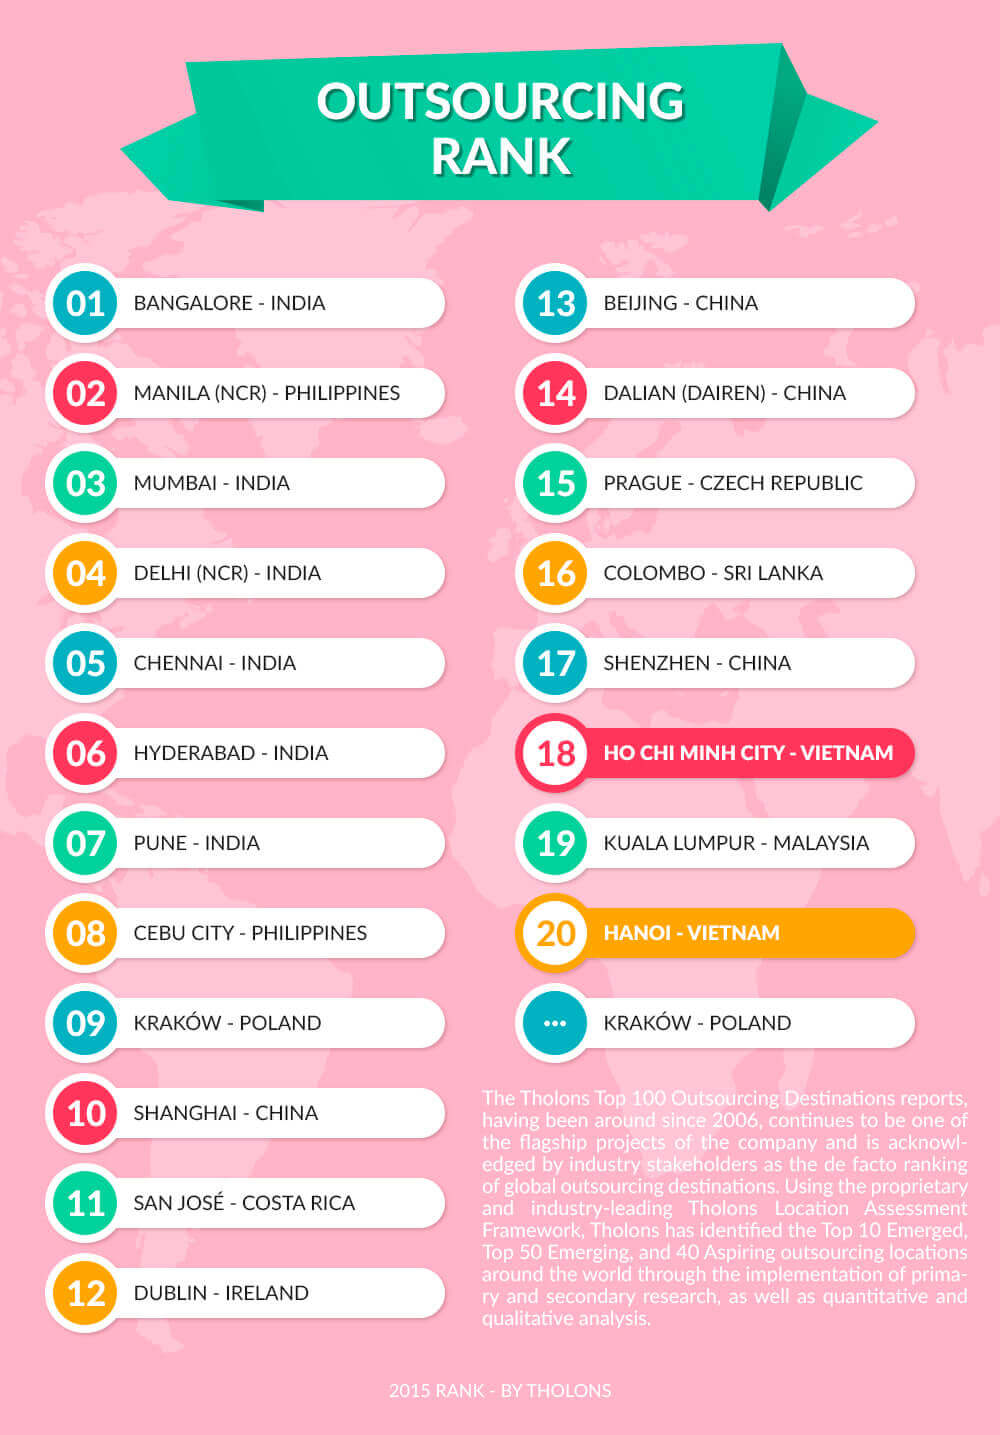 OUTSOURCING
RANK
01 BANGALORE - INDIA
02 MANILA (NCR) - PHILIPPINES
03 MUMBAI - INDIA
04 DELHI (NCR) - INDIA
05 CHENNAI - INDIA
06 HYDERABAD - INDIA
07 PUNE - INDIA
08 CEBU CITY - PHILIPPINES
09 KRAKÓW - POLAND
10 SHANGHAI - CHINA
11 SAN JOSÉ - COSTA RICA
12 DUBLIN - IRELAND
13 BEIJING - CHINA
14 DALIAN (DAIREN) - CHINA
15 PRAGUE - CZECH REPUBLIC
16 COLOMBO - SRI LANKA
17 SHENZHEN - CHINA
18 HO CHI MINH CITY - VIETNAM
19 KUALA LUMPUR - MALAYSIA
20 HANOI - VIETNAM
... KRAKÓW - POLAND
The Tholons Top 100 Outsourcing Destinations reports,
having been around since 2006, continues to be one of
the flagship projects of the company and is acknowl-
edged by industry stakeholders as the de facto ranking
of global outsourcing destinations. Using the proprietary
and industry-leading Tholons Location Assessment
Framework, Tholons has identified the Top 10 Emerged,
Top 50 Emerging, and 40 Aspiring outsourcing locations
around the world through the implementation of prima-
ry and secondary research, as well as quantitative and
qualitative analysis.
2015 RANK - BY THOLONS